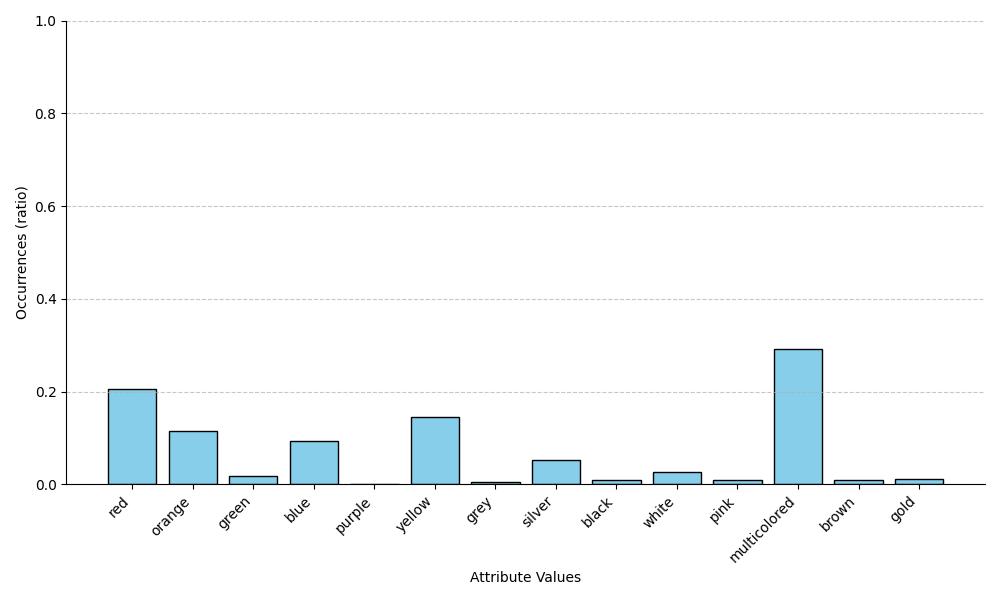 1.0
0.8
0.6
0.4
0.2
0.0
Occurrences (ratio)
red
orange
green
blue
purple
yellow
grey
silver
black
white
pink
multicolored
brown
gold
Attribute Values